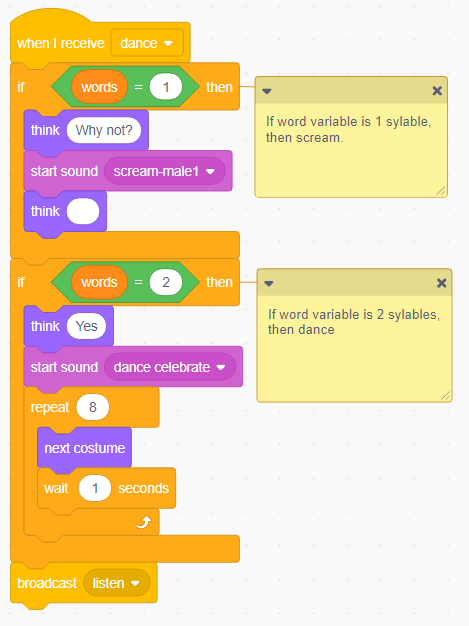 when I receive dance
if words = 1 then
If word variable is 1 sylable,
then scream.
think Why not?
start sound scream-male1
think
if words = 2 then
If word variable is 2 sylables,
then dance
think Yes
start sound dance celebrate
repeat 8
next costume
wait 1 seconds
broadcast listen